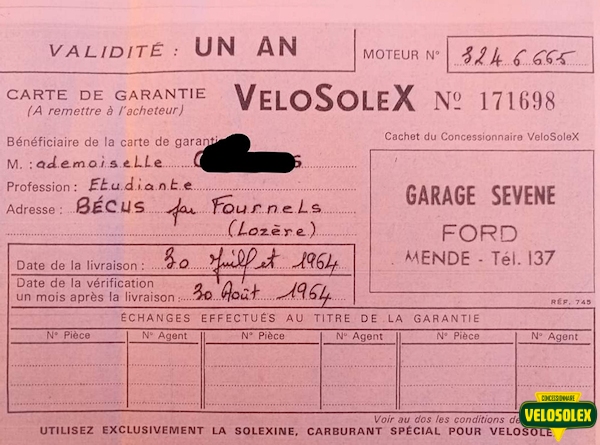 VALIDITÉ : UN AN
MOTEUR N° 3246665
CARTE DE GARANTIE
(A remettre à l'acheteur)
VELOSOLEX
Nº 171698
Bénéficiaire de la carte de garantie
M. : ademoiselle
Profession : Etudiante
Adresse : BÉCUS par Fournels
(Lozère)
Cachet du Concessionnaire VELOSOLEX
GARAGE SEVENE
FORD
MENDE - Tél. 137
Date de la livraison : 30 Juillet 1964
Date de la vérification
un mois après la livraison : 30 Août 1964
RÉF. 745
ÉCHANGES EFFECTUÉS AU TITRE DE LA GARANTIE
N° Pièce N° Agent N° Pièce N° Agent N° Pièce N° Agent
Voir au dos les conditions de
UTILISEZ EXCLUSIVEMENT LA SOLEXINE, CARBURANT SPÉCIAL POUR VELOSOLE
CONCESSIONNAIRE
VELOSOLEX